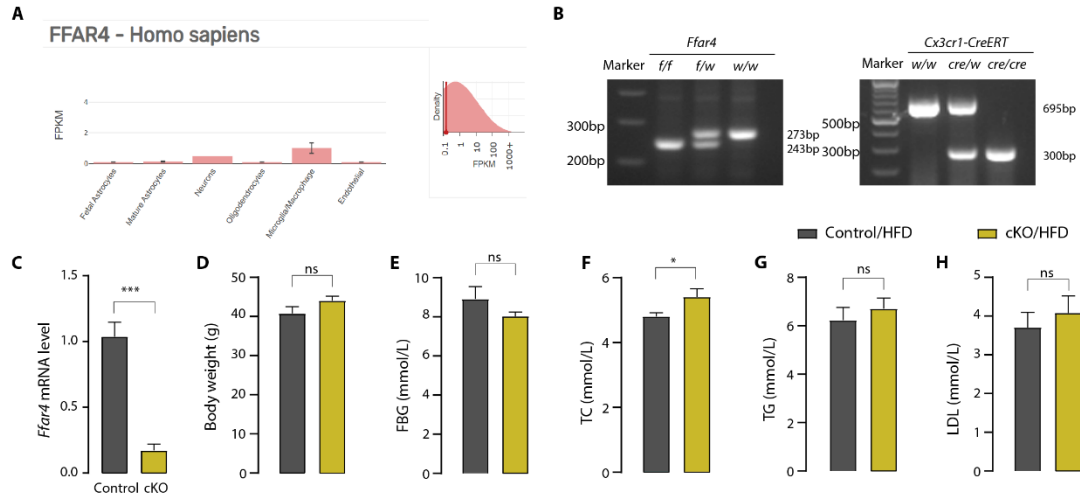 A
FFAR4 - Homo sapiens
FPKM
4
2
0
Fetal Astrocytes
Mature Astrocytes
Neurons
Oligodendrocytes
Microglia/Macrophage
Endothelial
Density
0.1
1
10
100
1000+
FPKM
B
Ffar4
Marker f/f f/w w/w
300bp
200bp
273bp
243bp
Cx3cr1-CreERT
Marker w/w cre/w cre/cre
500bp
300bp
695bp
300bp
Control/HFD
cKO/HFD
C
Ffar4 mRNA level
1.5
1.0
0.5
0.0
***
Control cKO
D
Body weight (g)
50
40
30
20
10
0
ns
E
FBG (mmol/L)
10
8
6
4
2
0
ns
F
TC (mmol/L)
6
4
2
0
*
G
TG (mmol/L)
8
6
4
2
0
ns
H
LDL (mmol/L)
5
4
3
2
1
0
ns